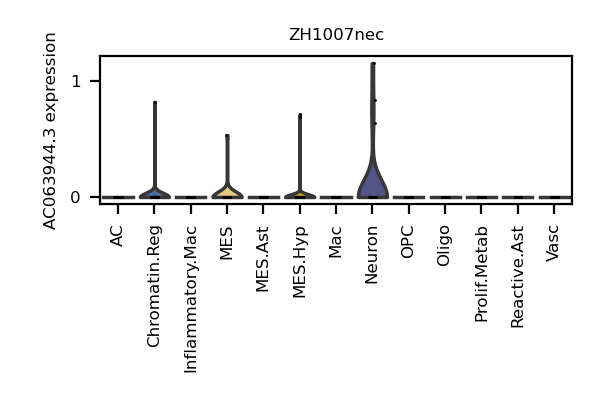 ZH1007nec
AC063944.3 expression
1
0
AC
Chromatin.Reg
Inflammatory.Mac
MES
MES.Ast
MES.Hyp
Mac
Neuron
OPC
Oligo
Prolif.Metab
Reactive.Ast
Vasc